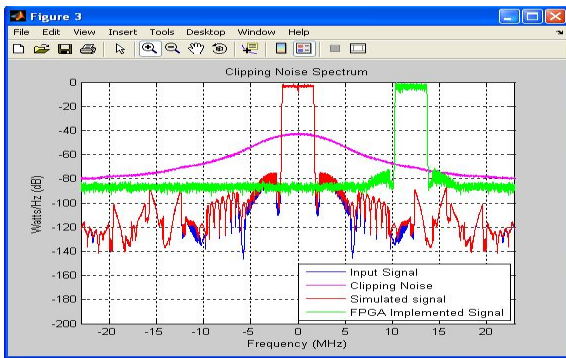 Figure 3
File Edit View Insert Tools Desktop Window Help
Clipping Noise Spectrum
Watts/Hz (dB)
0
-20
-40
-60
-80
-100
-120
-140
-160
-180
-200
Input Signal
Clipping Noise
Simulated signal
FPGA Implemented Signal
-20 -15 -10 -5 0 5 10 15 20
Frequency (MHz)